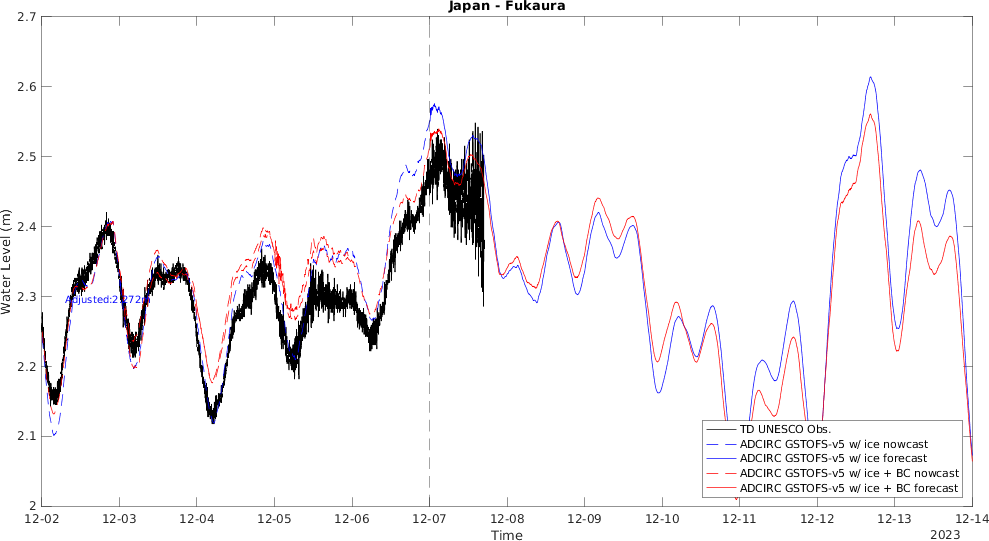 Japan - Fukaura
2.7
2.6
2.5
2.4
2.3
2.2
2.1
2
Water Level (m)
Adjusted:2.272m
TD UNESCO Obs.
ADCIRC GSTOFS-v5 w/ ice nowcast
ADCIRC GSTOFS-v5 w/ ice forecast
ADCIRC GSTOFS-v5 w/ ice + BC nowcast
ADCIRC GSTOFS-v5 w/ ice + BC forecast
12-02 12-03 12-04 12-05 12-06 12-07 12-08 12-09 12-10 12-11 12-12 12-13 12-14
Time
2023